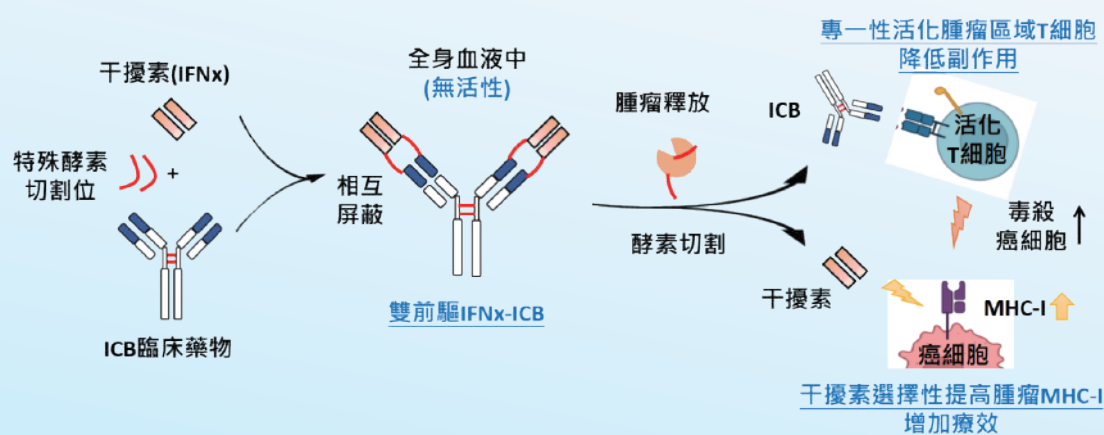 干擾素(IFNx)
特殊酵素
切割位
+
ICB臨床藥物
全身血液中
(無活性)
相互
屏蔽
雙前驅IFNx-ICB
腫瘤釋放
酵素切割
專一性活化腫瘤區域T細胞
降低副作用
ICB
活化
T細胞
毒殺
癌細胞
干擾素
MHC-I
癌細胞
干擾素選擇性提高腫瘤MHC-I
增加療效